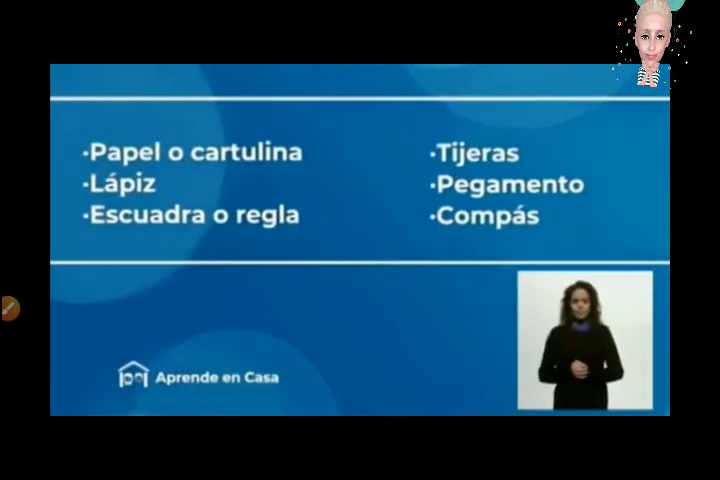 ·Papel o cartulina
·Lápiz
·Escuadra o regla
·Tijeras
·Pegamento
·Compás
Aprende en Casa